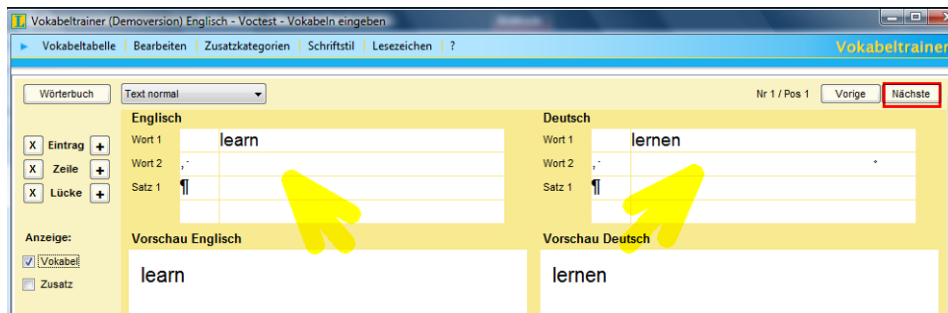 Vokabeltrainer (Demoversion) Englisch - Voctest - Vokabeln eingeben
Vokabeltabelle Bearbeiten Zusatzkategorien Schriftstil Lesezeichen ? Vokabeltrainer
Wörterbuch Text normal Nr 1 / Pos 1 Vorige Nächste
Englisch Deutsch
Wort 1 learn Wort 1 lernen
X Eintrag +
Wort 2 Wort 2
X Zeile +
Satz 1 ¶ Satz 1 ¶
X Lücke +
Anzeige: Vorschau Englisch Vorschau Deutsch
Vokabel
learn lernen
Zusatz